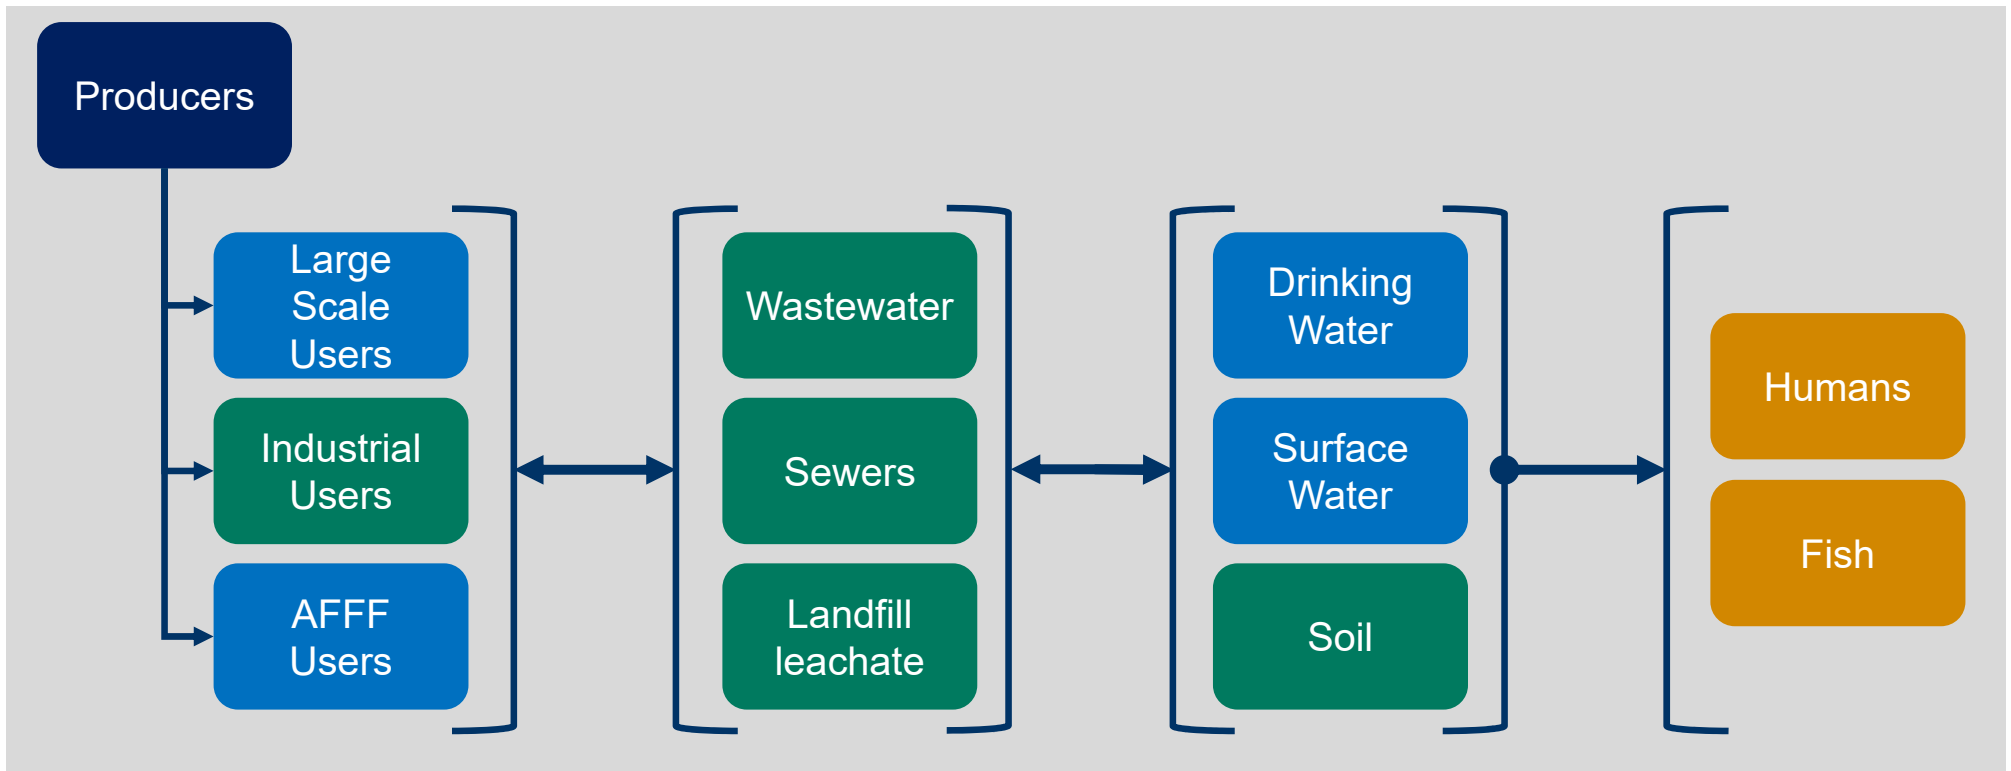 Producers
Large
Scale
Users
Industrial
Users
AFFF
Users
Wastewater
Sewers
Landfill
leachate
Drinking
Water
Surface
Water
Soil
Humans
Fish